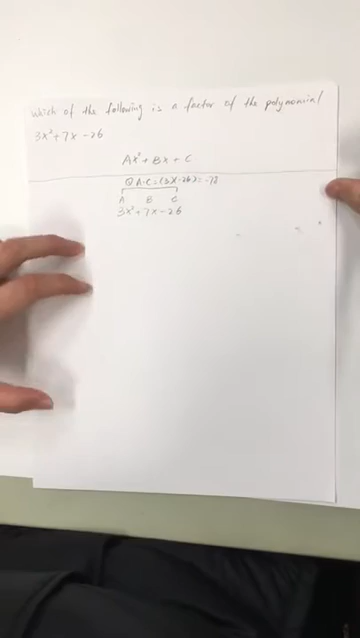 which of the following is a factor of the polynomial
3x²+7x-26
Ax²+Bx+C
① A·C=(3)(-26)=-78
A B C
3x²+7x-26